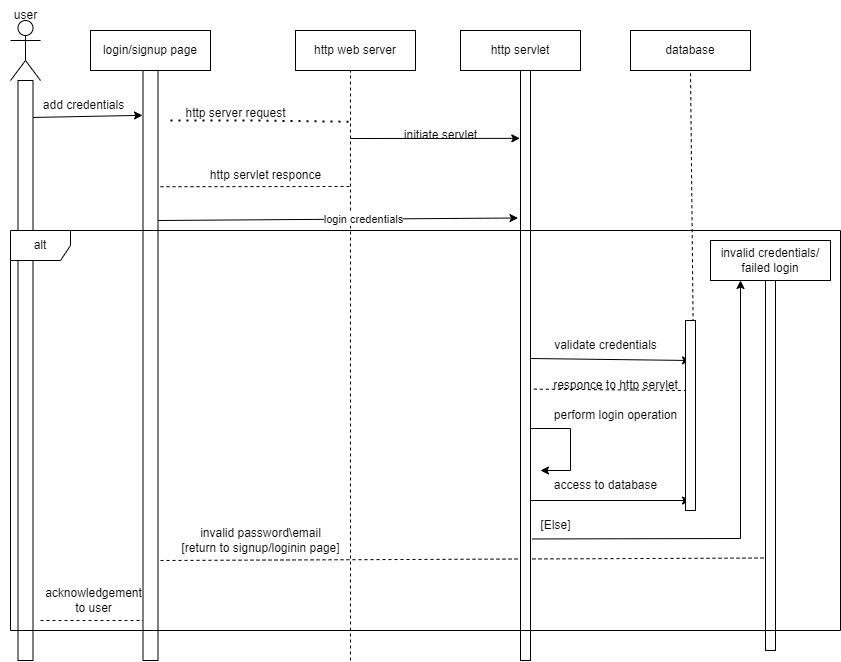 user
login/signup page
http web server
http servlet
database
add credentials
http server request
initiate servlet
http servlet responce
login credentials
alt
invalid credentials/
failed login
validate credentials
responce to http servlet
perform login operation
access to database
[Else]
invalid password\email
[return to signup/loginin page]
acknowledgement
to user